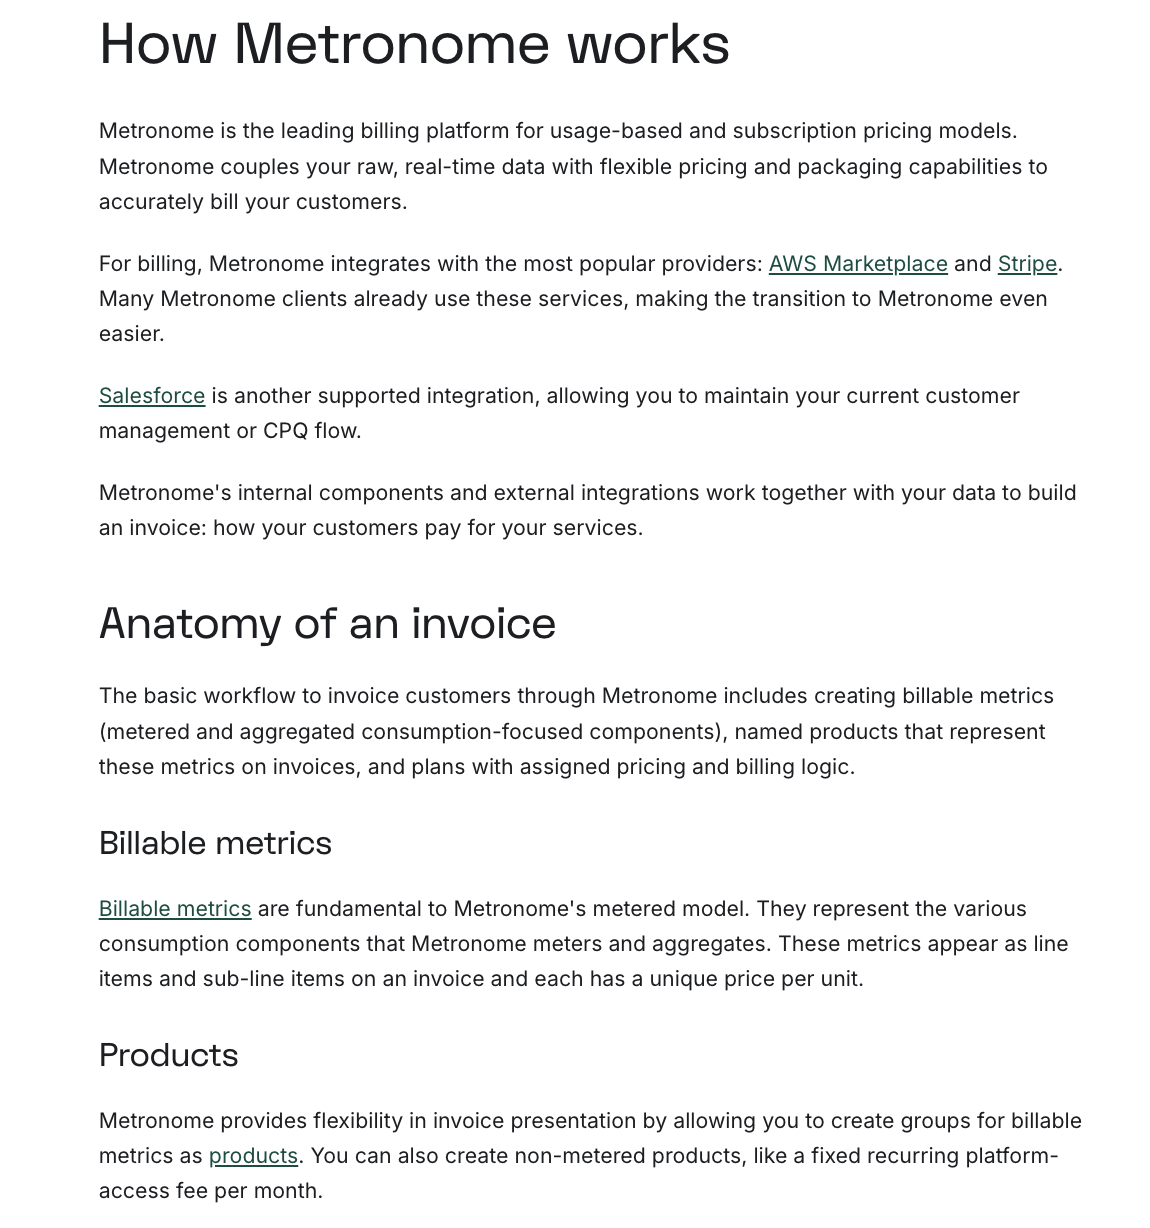 How Metronome works
Metronome is the leading billing platform for usage-based and subscription pricing models.
Metronome couples your raw, real-time data with flexible pricing and packaging capabilities to
accurately bill your customers.
For billing, Metronome integrates with the most popular providers: AWS Marketplace and Stripe.
Many Metronome clients already use these services, making the transition to Metronome even
easier.
Salesforce is another supported integration, allowing you to maintain your current customer
management or CPQ flow.
Metronome's internal components and external integrations work together with your data to build
an invoice: how your customers pay for your services.
Anatomy of an invoice
The basic workflow to invoice customers through Metronome includes creating billable metrics
(metered and aggregated consumption-focused components), named products that represent
these metrics on invoices, and plans with assigned pricing and billing logic.
Billable metrics
Billable metrics are fundamental to Metronome's metered model. They represent the various
consumption components that Metronome meters and aggregates. These metrics appear as line
items and sub-line items on an invoice and each has a unique price per unit.
Products
Metronome provides flexibility in invoice presentation by allowing you to create groups for billable
metrics as products. You can also create non-metered products, like a fixed recurring platform-
access fee per month.